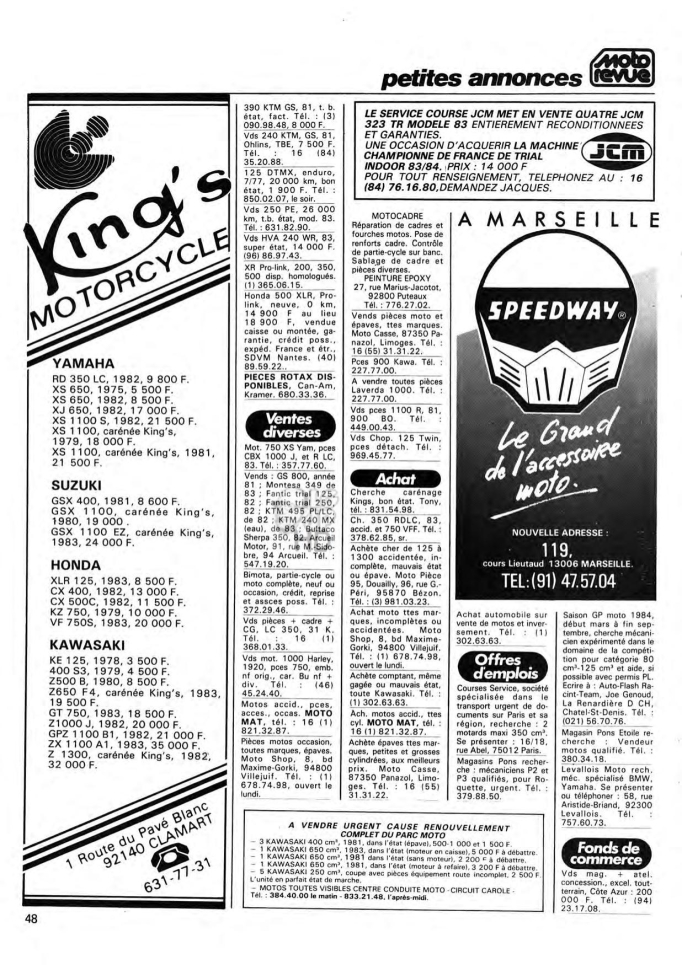 petites annonces
Moto
revue
King's
MOTORCYCLE
YAMAHA
RD 350 LC, 1982, 9 800 F.
XS 650, 1975, 5 500 F.
XS 650, 1982, 8 500 F.
XJ 650, 1982, 17 000 F.
XS 1100 S, 1982, 21 500 F.
XS 1100, carénée King's,
1979, 18 000 F.
XS 1100, carénée King's, 1981,
21 500 F.
SUZUKI
GSX 400, 1981, 8 600 F.
GSX 1100, carénée King's,
1980, 19 000 .
GSX 1100 EZ, carénée King's,
1983, 24 000 F.
HONDA
XLR 125, 1983, 8 500 F.
CX 400, 1982, 13 000 F.
CX 500C, 1982, 11 500 F.
KZ 750, 1979, 10 000 F.
VF 750S, 1983, 20 000 F.
KAWASAKI
KE 125, 1978, 3 500 F.
400 S3, 1979, 4 500 F.
Z500 B, 1980, 8 500 F.
Z650 F4, carénée King's, 1983,
19 500 F.
GT 750, 1983, 18 500 F.
Z1000 J, 1982, 20 000 F.
GPZ 1100 B1, 1982, 21 000 F.
ZX 1100 A1, 1983, 35 000 F.
Z 1300, carénée King's, 1982,
32 000 F.
1 Route du Pavé Blanc
92140 CLAMART
631-77-31
390 KTM GS, 81, t. b.
état, fact. Tél. : (3)
090.98.48, 8 000 F.
Vds 240 KTM, GS, 81,
Ohlins, TBE, 7 500 F.
Tél. : 16 (84)
35.20.88.
125 DTMX, enduro,
7/77, 20 000 km, bon
état, 1 900 F. Tél. :
850.02.07, le soir.
Vds 250 PE, 26 000
km, t.b. état, mod. 83.
Tél. : 631.82.90.
Vds HVA 240 WR, 83,
super état, 14 000 F.
(96) 86.97.43.
XR Pro-link, 200, 350,
500 disp. homologués.
(1) 365.06.15.
Honda 500 XLR, Pro-
link, neuve, 0 km,
14 900 F au lieu
18 900 F, vendue
caisse ou montée, ga-
rantie, crédit poss.,
expéd. France et étr.,
SDVM Nantes. (40)
89.59.22..
PIECES ROTAX DIS-
PONIBLES, Can-Am,
Kramer. 680.33.36.
Ventes
diverses
Mot. 750 XS Yam, pces
CBX 1000 J, et R LC,
83. Tél. : 357.77.60.
Vends : GS 800, année
81 ; Montesa 349 de
83 ; Fantic trial 125,
82 ; Fantic trial 250,
82 ; KTM 495 PL/LC,
de 82 ; KTM 240 MX
(eau), de 83 ; Bultaco
Sherpa 350, 82. Arcueil
Motor, 91, rue M.-Sido-
bre, 94 Arcueil. Tél. :
547.19.20.
Bimota, partie-cycle ou
moto complète, neuf ou
occasion, crédit, reprise
et assces poss. Tél. :
372.29.46.
Vds pièces + cadre +
CG, LC 350, 31 K.
Tél. : 16 (1)
368.01.33.
Vds mot. 1000 Harley,
1920, pces 750, emb.
nf orig., car. Bu nf +
div. Tél. : (46)
45.24.40.
Motos accid., pces,
acces., occas. MOTO
MAT, tél. : 16 (1)
821.32.87.
Pièces motos occasion,
toutes marques, épaves.
Moto Shop, 8, bd
Maxime-Gorki, 94800
Villejuif. Tél. : (1)
678.74.98, ouvert le
lundi.
LE SERVICE COURSE JCM MET EN VENTE QUATRE JCM
323 TR MODELE 83 ENTIEREMENT RECONDITIONNEES
ET GARANTIES.
UNE OCCASION D'ACQUERIR LA MACHINE
CHAMPIONNE DE FRANCE DE TRIAL
INDOOR 83/84, PRIX : 14 000 F
POUR TOUT RENSEIGNEMENT, TELEPHONEZ AU : 16
(84) 76.16.80,DEMANDEZ JACQUES.
JCM
MOTOCADRE
Réparation de cadres et
fourches motos. Pose de
renforts cadre. Contrôle
de partie-cycle sur banc.
Sablage de cadre et
pièces diverses.
PEINTURE EPOXY
27, rue Marius-Jacotot,
92800 Puteaux
Tél. : 776.27.02.
Vends pièces moto et
épaves, ttes marques.
Moto Casse, 87350 Pa-
nazol, Limoges. Tél. :
16 (55) 31.31.22.
Pces 900 Kawa. Tél. :
227.77.00.
A vendre toutes pièces
Laverda 1000. Tél. :
227.77.00.
Vds pces 1100 R, 81,
900 BO. Tél. :
449.00.43.
Vds Chop. 125 Twin,
pces détach. Tél. :
969.45.77.
Achat
Cherche carénage
Kings, bon état. Tony,
tél. : 831.54.98.
Ch. 350 RDLC, 83,
accid. et 750 VFF. Tél. :
378.62.85, sr.
Achète cher de 125 à
1300 accidentée, in-
complète, mauvais état
ou épave. Moto Pièce
95, Douailly, 96, rue G.-
Péri, 95870 Bézon.
Tél. : (3) 981.03.23.
Achat moto ttes mar-
ques, incomplètes ou
accidentées. Moto
Shop, 8, bd Maxime-
Gorki, 94800 Villejuif.
Tél. : (1) 678.74.98,
ouvert le lundi.
Achète comptant, même
gagée ou mauvais état,
toute Kawasaki. Tél. :
(1) 302.63.63.
Ach. motos accid., ttes
oyl. MOTO MAT, tél. :
16 (1) 821.32.87.
Achète épaves ttes mar-
ques, petites et grosses
cylindrées, aux meilleurs
prix. Moto Casse,
87350 Panazol, Limo-
ges. Tél. : 16 (55)
31.31.22.
A MARSEILLE
SPEEDWAY®
Le Grand
de l'accessoire
moto.
NOUVELLE ADRESSE :
119,
cours Lieutaud 13006 MARSEILLE.
TEL:(91) 47.57.04
Achat automobile sur
vente de motos et inver-
sement. Tél. : (1)
302.63.63.
Offres
d'emplois
Courses Service, société
spécialisée dans le
transport urgent de do-
cuments sur Paris et sa
région, recherche : 2
motards maxi 350 cm³.
Se présenter : 16/18,
rue Abel, 75012 Paris.
Magasins Pons recher-
che : mécaniciens P2 et
P3 qualifiés, pour Ro-
quette, urgent. Tél. :
379.88.50.
Saison GP moto 1984,
début mars à fin sep-
tembre, cherche mécani-
cien expérimenté dans le
domaine de la compéti-
tion pour catégorie 80
cm³-125 cm³ et aide, si
possible avec permis PL.
Ecrire à : Auto-Flash Ra-
cint-Team, Joe Genoud,
La Renardière D CH,
Chatel-St-Denis. Tél. :
(021) 56.70.76.
Magasin Pons Etoile re-
cherche : Vendeur
motos qualifié. Tél. :
380.34.18.
Levallois Moto rech.
méc. spécialisé BMW,
Yamaha. Se présenter
ou téléphoner : 58, rue
Aristide-Briand, 92300
Levallois. Tél. :
757.60.73.
Fonds de
commerce
Vds mag. + atel.
concession., excel. tout-
terrain, Côte Azur : 200
000 F. Tél. : (94)
23.17.08.
A VENDRE URGENT CAUSE RENOUVELLEMENT
COMPLET DU PARC MOTO
– 3 KAWASAKI 400 cm³, 1981, dans l'état (épave), 500-1 000 et 1 500 F.
– 1 KAWASAKI 650 cm³, 1983, dans l'état (moteur en caisse),5 000 F à débattre.
– 1 KAWASAKI 650 cm³, 1981 dans l'état (sans moteur), 2 200 F à débattre.
– 1 KAWASAKI 650 cm³, 1981, dans l'état (moteur à refaire), 3 200 F à débattre.
– 5 KAWASAKI 250 cm³, coupe avec pièces équipement route incomplet. 2 500 F.
L'unité en parfait état de marche.
– MOTOS TOUTES VISIBLES CENTRE CONDUITE MOTO -CIRCUIT CAROLE -
Tél. : 384.40.00 le matin - 833.21.48, l'après-midi.
48